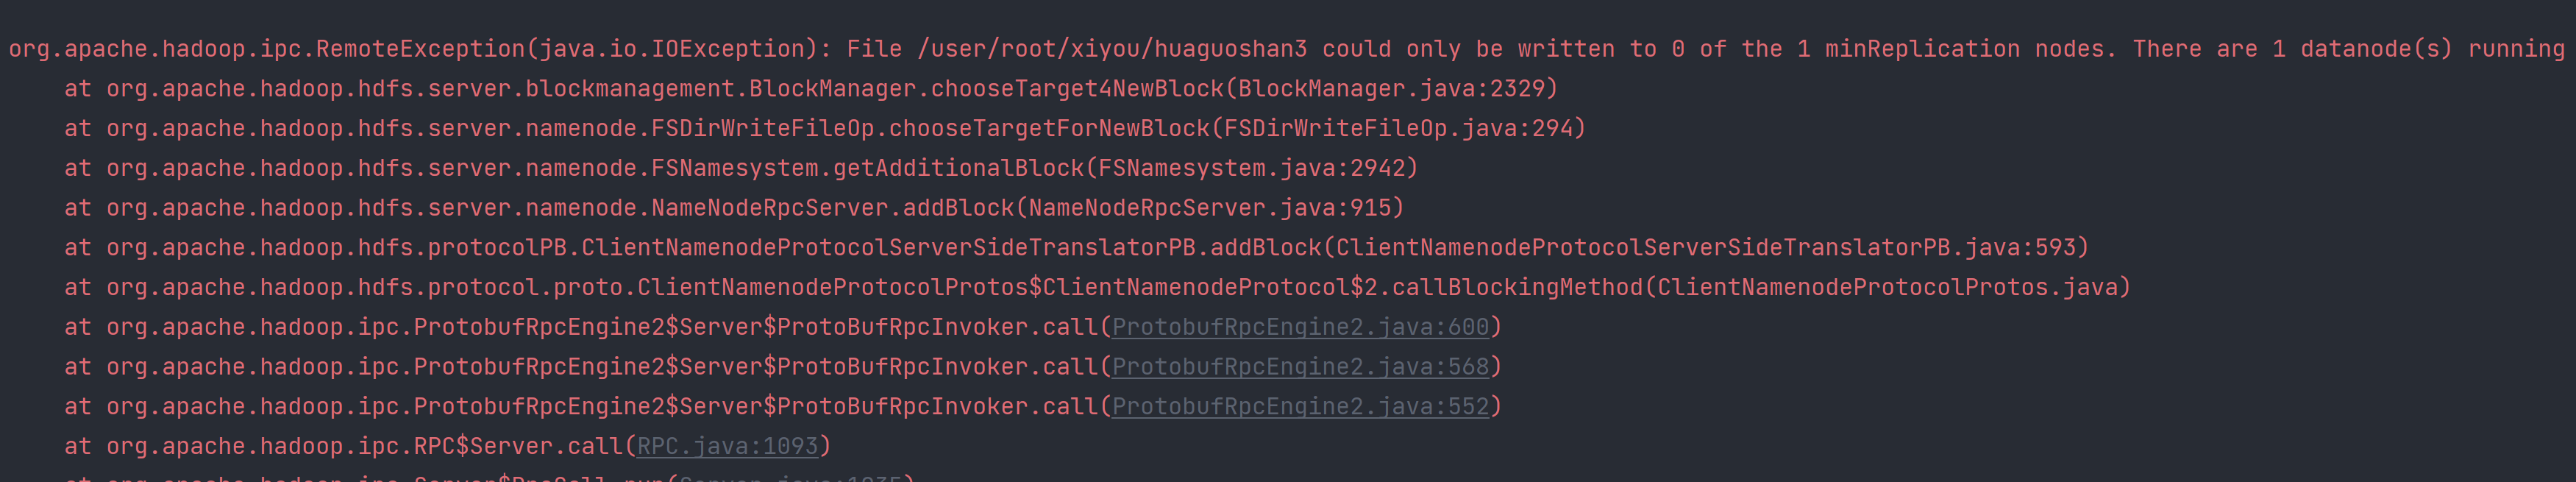 org.apache.hadoop.ipc.RemoteException(java.io.IOException): File /user/root/xiyou/huaguoshan3 could only be written to 0 of the 1 minReplication nodes. There are 1 datanode(s) running
at org.apache.hadoop.hdfs.server.blockmanagement.BlockManager.chooseTarget4NewBlock(BlockManager.java:2329)
at org.apache.hadoop.hdfs.server.namenode.FSDirWriteFileOp.chooseTargetForNewBlock(FSDirWriteFileOp.java:294)
at org.apache.hadoop.hdfs.server.namenode.FSNamesystem.getAdditionalBlock(FSNamesystem.java:2942)
at org.apache.hadoop.hdfs.server.namenode.NameNodeRpcServer.addBlock(NameNodeRpcServer.java:915)
at org.apache.hadoop.hdfs.protocolPB.ClientNamenodeProtocolServerSideTranslatorPB.addBlock(ClientNamenodeProtocolServerSideTranslatorPB.java:593)
at org.apache.hadoop.hdfs.protocol.proto.ClientNamenodeProtocolProtos$ClientNamenodeProtocol$2.callBlockingMethod(ClientNamenodeProtocolProtos.java)
at org.apache.hadoop.ipc.ProtobufRpcEngine2$Server$ProtoBufRpcInvoker.call(ProtobufRpcEngine2.java:600)
at org.apache.hadoop.ipc.ProtobufRpcEngine2$Server$ProtoBufRpcInvoker.call(ProtobufRpcEngine2.java:568)
at org.apache.hadoop.ipc.ProtobufRpcEngine2$Server$ProtoBufRpcInvoker.call(ProtobufRpcEngine2.java:552)
at org.apache.hadoop.ipc.RPC$Server.call(RPC.java:1093)